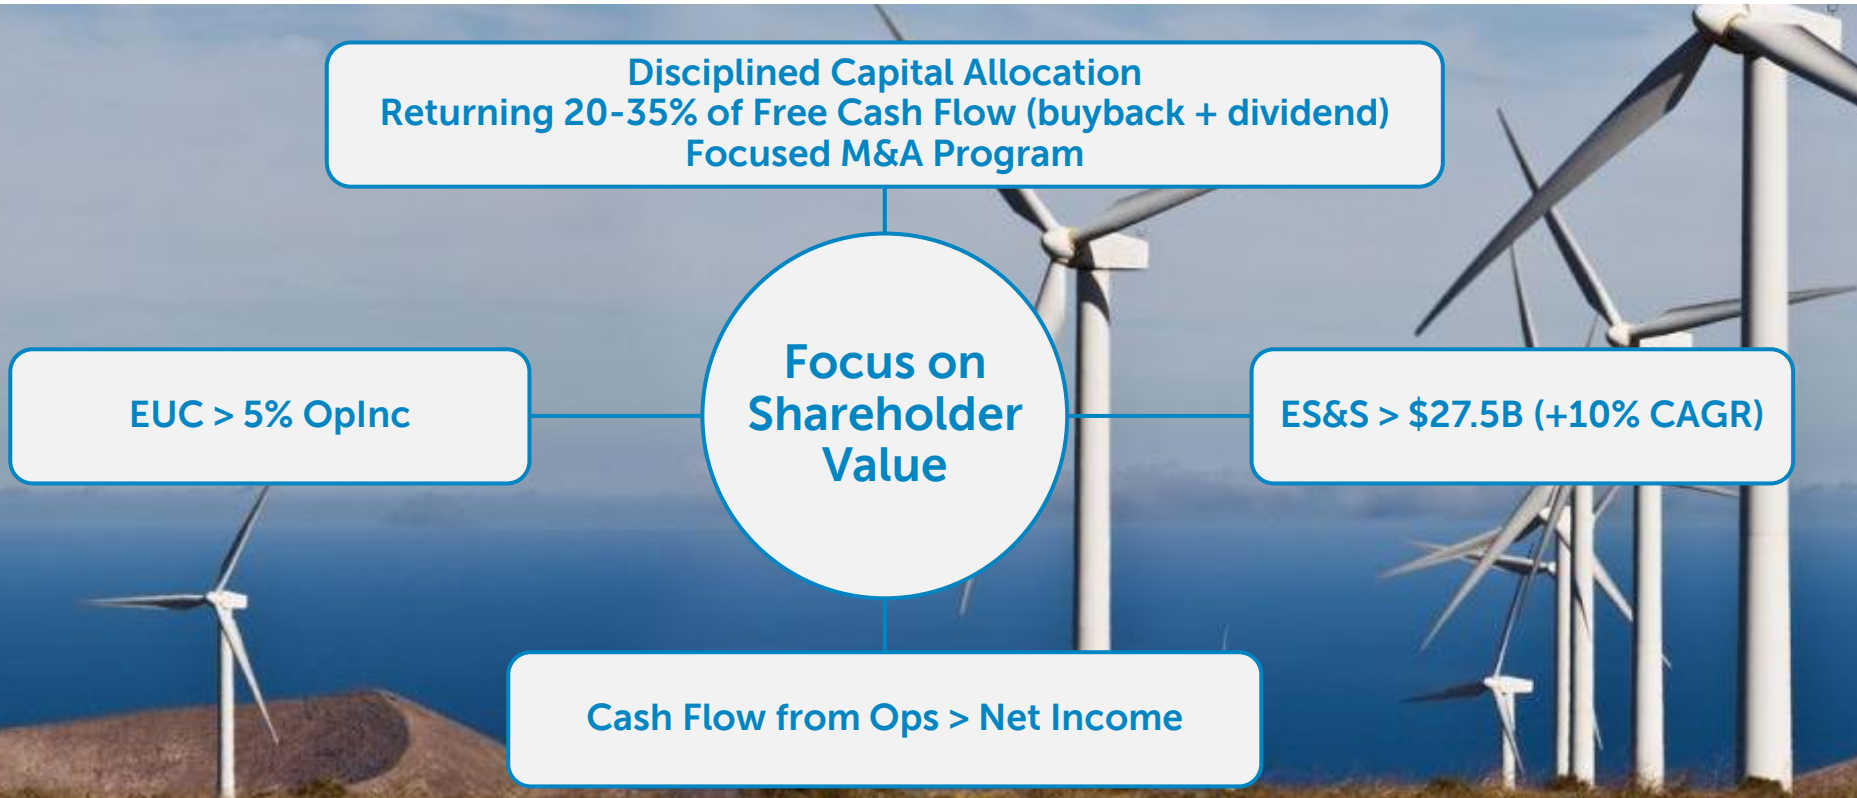 Disciplined Capital Allocation
Returning 20-35% of Free Cash Flow (buyback + dividend)
Focused M&A Program
Focus on
Shareholder
Value
EUC > 5% OpInc
ES&S > $27.5B (+10% CAGR)
Cash Flow from Ops > Net Income